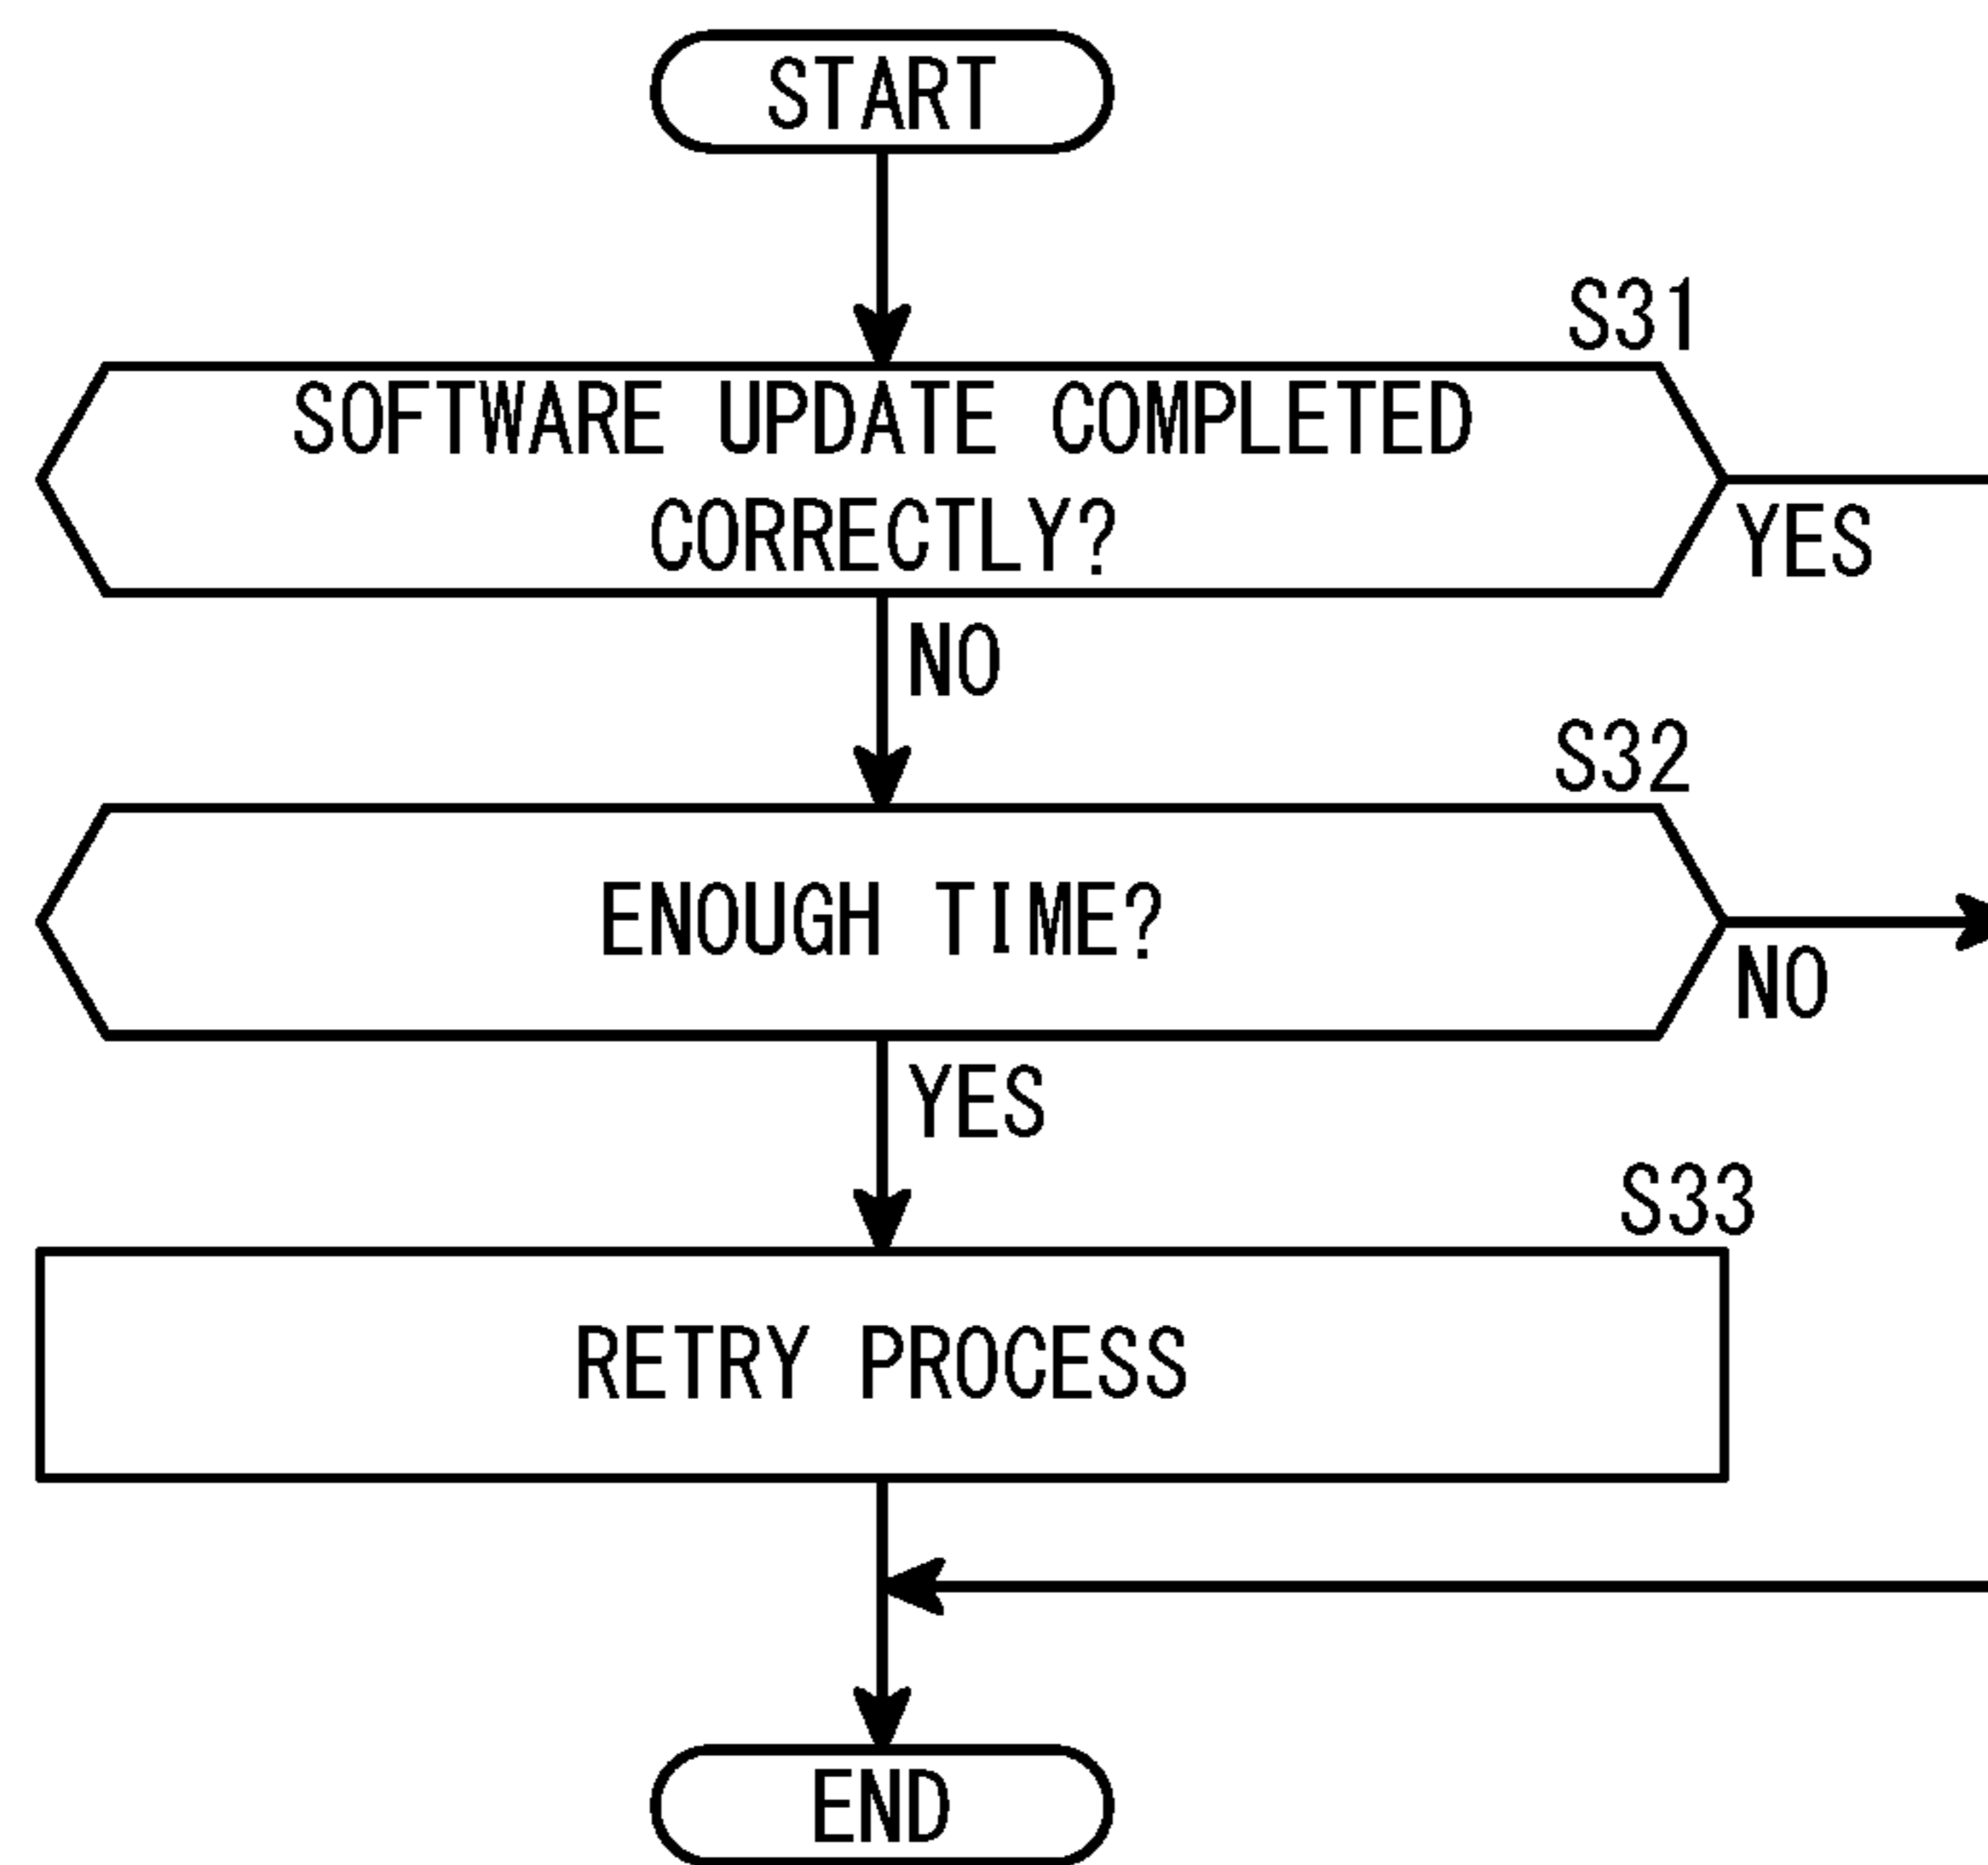 START
S31
SOFTWARE UPDATE COMPLETED
CORRECTLY?
YES
NO
S32
ENOUGH TIME?
NO
YES
S33
RETRY PROCESS
END